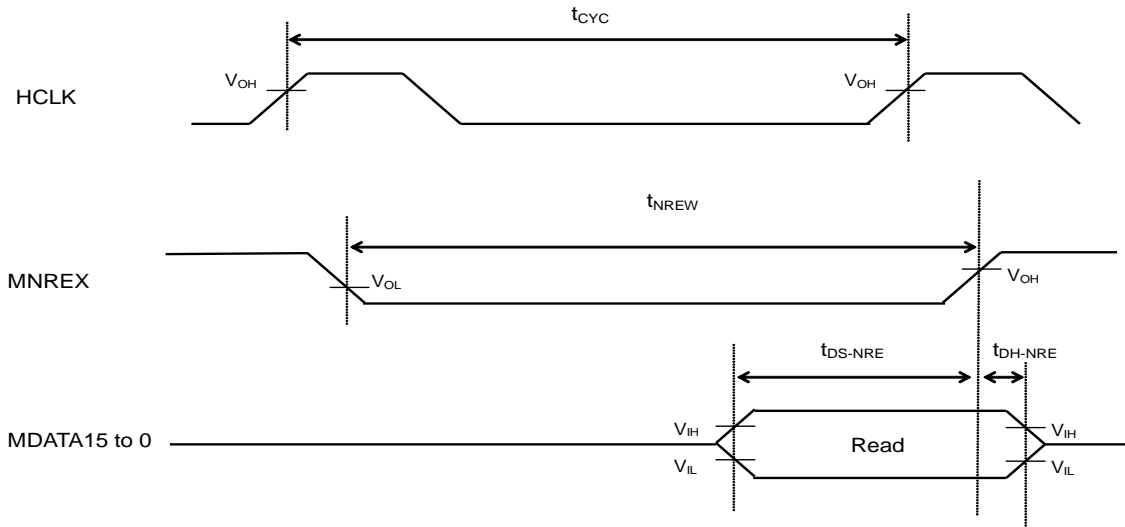 tCYC
VOH
VOH
HCLK
tNREW
MNREX
VOL
VOH
tDS-NRE
tDH-NRE
VIH
VIH
MDATA15 to 0
Read
VIL
VIL